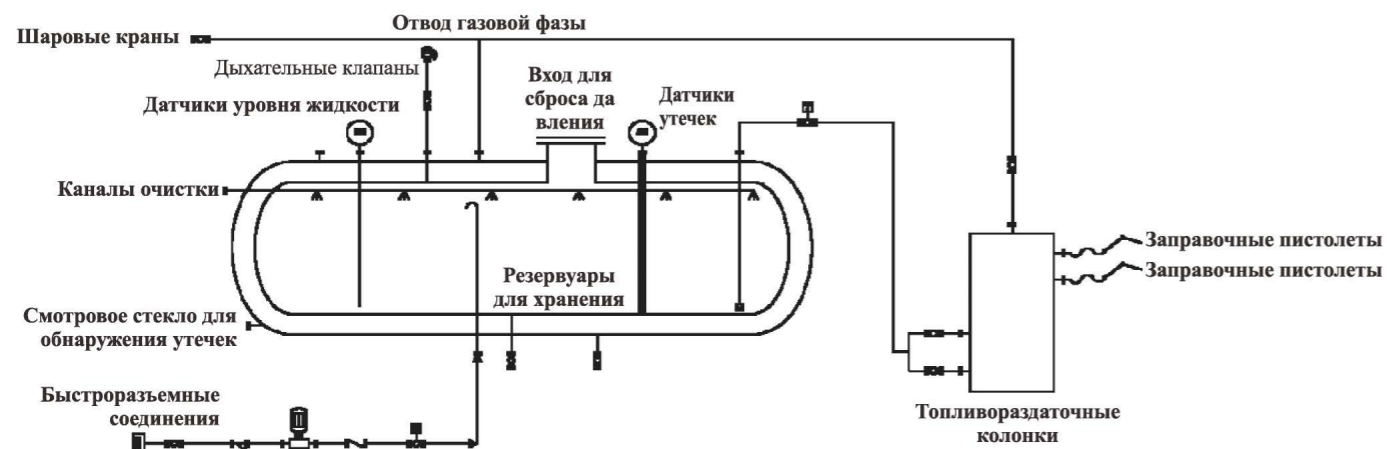 Отвод газовой фазы
Шаровые краны
Дыхательные клапаны
Вход для
сброса да
вления
Датчики
утечек
Датчики уровня жидкости
Каналы очистки
Заправочные пистолеты
Заправочные пистолеты
Резервуары
для хранения
Смотровое стекло для
обнаружения утечек
Быстроразъемные
соединения
Топливораздаточные
колонки